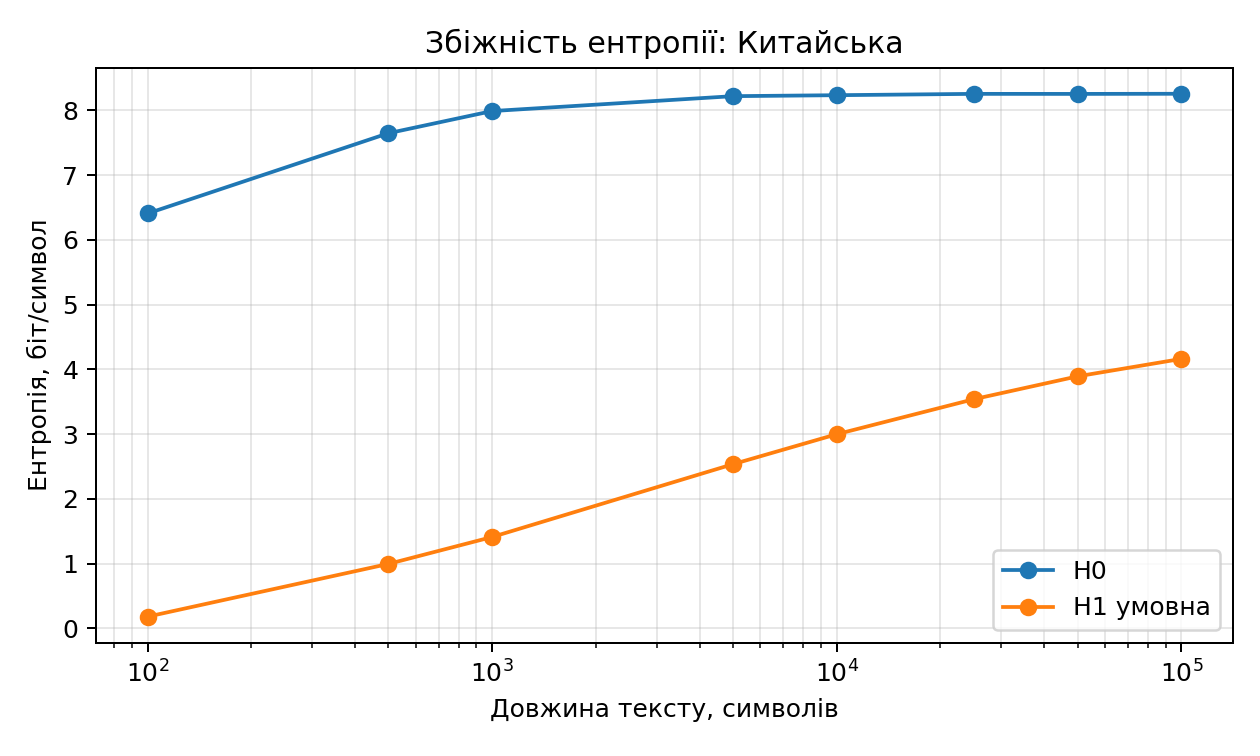 Збіжність ентропії: Китайська
Ентропія, біт/символ
8
7
6
5
4
3
2
1
0
H0
H1 умовна
10²
10³
10⁴
10⁵
Довжина тексту, символів